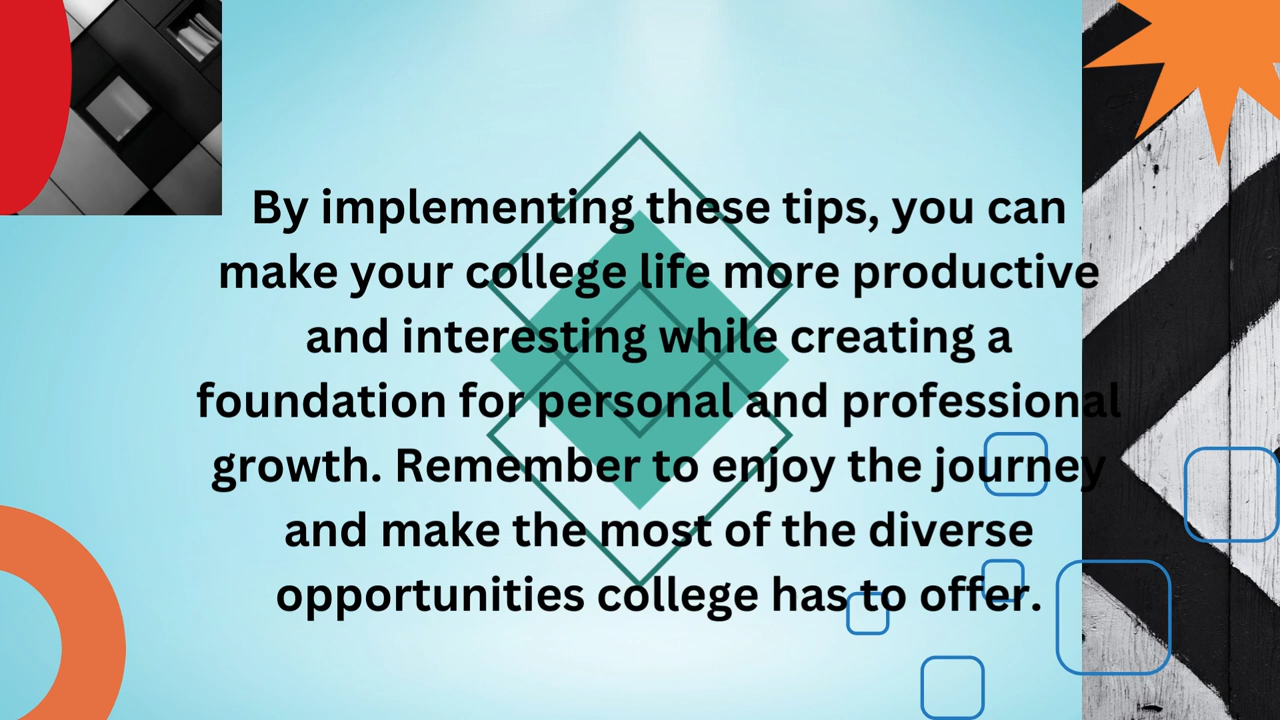 By implementing these tips, you can
make your college life more productive
and interesting while creating a
foundation for personal and professional
growth. Remember to enjoy the journey
and make the most of the diverse
opportunities college has to offer.